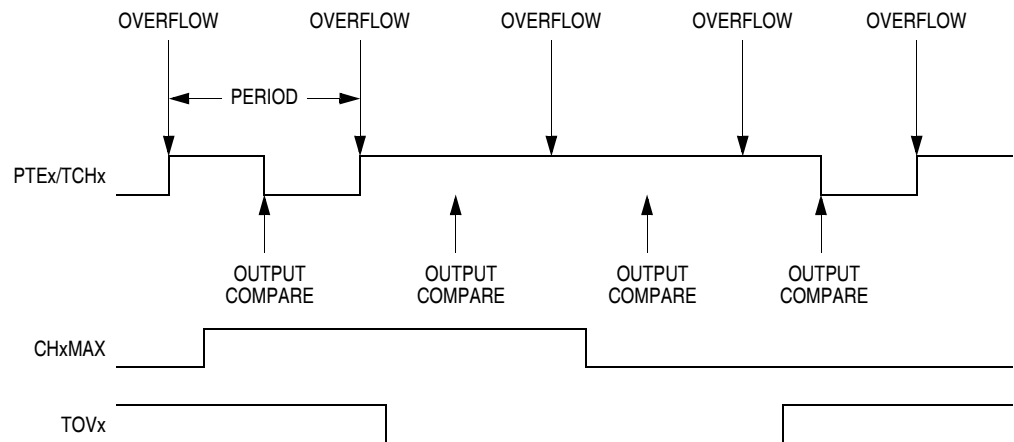 OVERFLOW OVERFLOW OVERFLOW OVERFLOW OVERFLOW
PERIOD
PTEx/TCHx
OUTPUT COMPARE
OUTPUT COMPARE
OUTPUT COMPARE
OUTPUT COMPARE
CHxMAX
TOVx